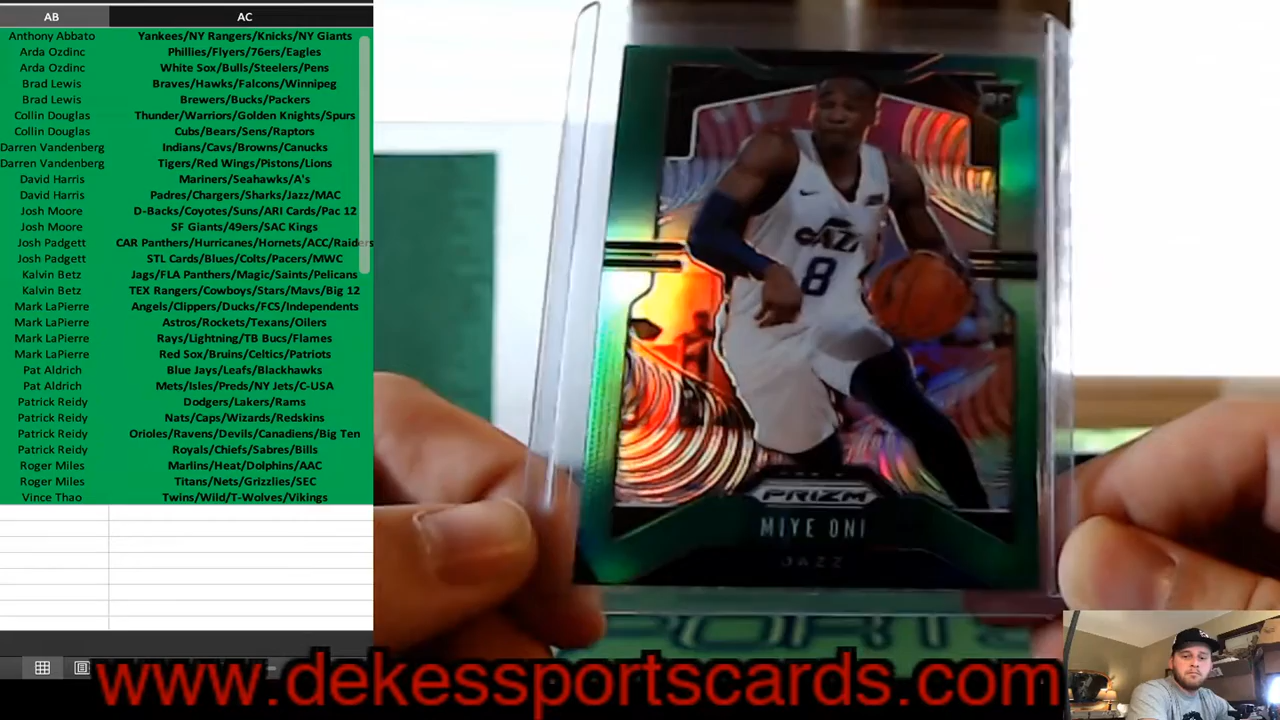 AB AC
Anthony Abbato Yankees/NY Rangers/Knicks/NY Giants
Arda Ozdinc Phillies/Flyers/76ers/Eagles
Arda Ozdinc White Sox/Bulls/Steelers/Pens
Brad Lewis Braves/Hawks/Falcons/Winnipeg
Brad Lewis Brewers/Bucks/Packers
Collin Douglas Thunder/Warriors/Golden Knights/Spurs
Collin Douglas Cubs/Bears/Sens/Raptors
Darren Vandenberg Indians/Cavs/Browns/Canucks
Darren Vandenberg Tigers/Red Wings/Pistons/Lions
David Harris Mariners/Seahawks/A's
David Harris Padres/Chargers/Sharks/Jazz/MAC
Josh Moore D-Backs/Coyotes/Suns/ARI Cards/Pac 12
Josh Moore SF Giants/49ers/SAC Kings
Josh Padgett CAR Panthers/Hurricanes/Hornets/ACC/Raiders
Josh Padgett STL Cards/Blues/Colts/Pacers/MWC
Kalvin Betz Jags/FLA Panthers/Magic/Saints/Pelicans
Kalvin Betz TEX Rangers/Cowboys/Stars/Mavs/Big 12
Mark LaPierre Angels/Clippers/Ducks/FCS/Independents
Mark LaPierre Astros/Rockets/Texans/Oilers
Mark LaPierre Rays/Lightning/TB Bucs/Flames
Mark LaPierre Red Sox/Bruins/Celtics/Patriots
Pat Aldrich Blue Jays/Leafs/Blackhawks
Pat Aldrich Mets/Isles/Preds/NY Jets/C-USA
Patrick Reidy Dodgers/Lakers/Rams
Patrick Reidy Nats/Caps/Wizards/Redskins
Patrick Reidy Orioles/Ravens/Devils/Canadiens/Big Ten
Patrick Reidy Royals/Chiefs/Sabres/Bills
Roger Miles Marlins/Heat/Dolphins/AAC
Roger Miles Titans/Nets/Grizzlies/SEC
Vince Thao Twins/Wild/T-Wolves/Vikings
JAZZ
8
PRIZM
MIYE ONI
JAZZ
www.dekessportscards.com